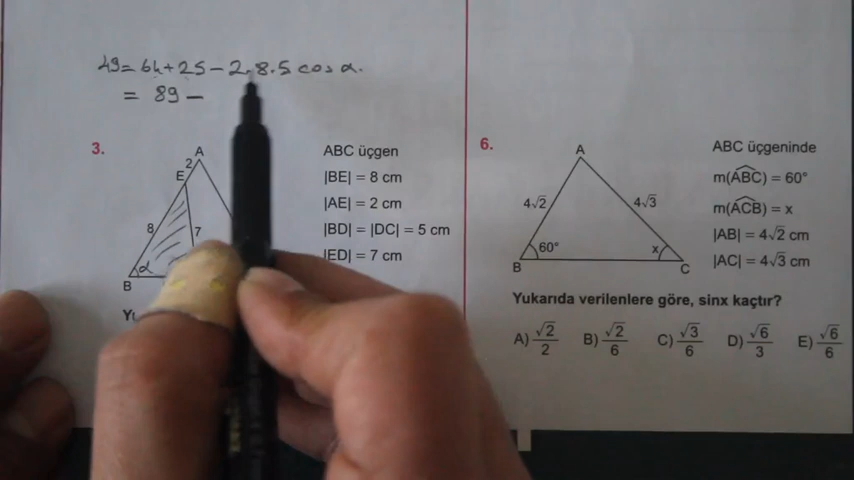 49=64+25-2.8.5 cos α.
= 89 -
3.
A
2
E
8
7
α
B
ABC üçgen
|BE| = 8 cm
|AE| = 2 cm
|BD| = |DC| = 5 cm
|ED| = 7 cm
6.
A
4√2
4√3
60°
x
B
C
ABC üçgeninde
m(ABC) = 60°
m(ACB) = x
|AB| = 4√2 cm
|AC| = 4√3 cm
Yukarıda verilenlere göre, sinx kaçtır?
A) √2/2 B) √2/6 C) √3/6 D) √6/3 E) √6/6